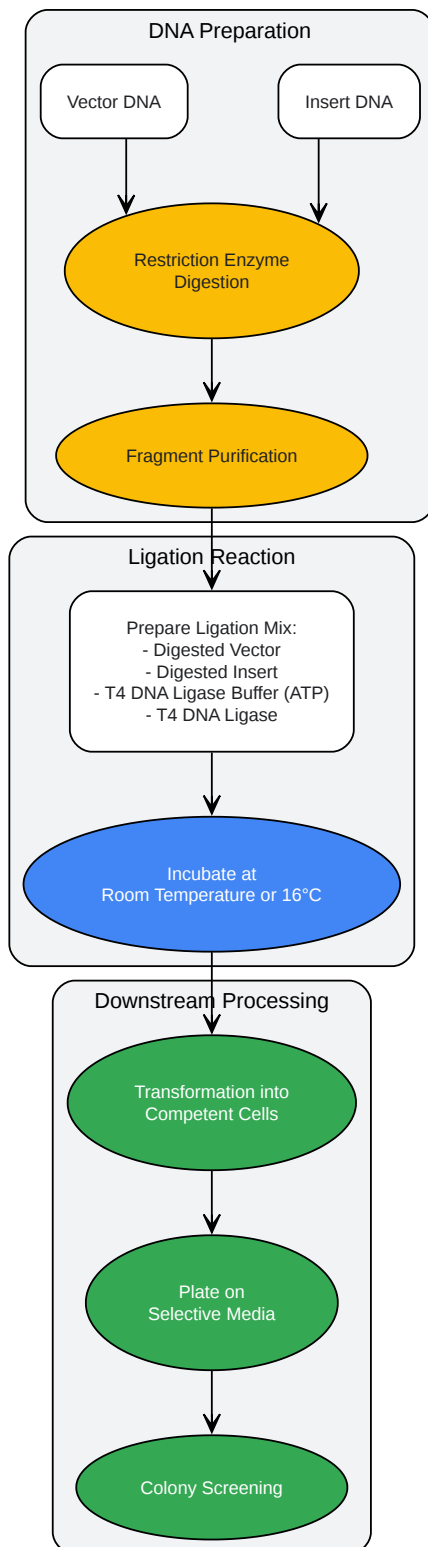 DNA Preparation
Vector DNA
Insert DNA
Restriction Enzyme
Digestion
Fragment Purification
Ligation Reaction
Prepare Ligation Mix:
- Digested Vector
- Digested Insert
- T4 DNA Ligase Buffer (ATP)
- T4 DNA Ligase
Incubate at
Room Temperature or 16°C
Downstream Processing
Transformation into
Competent Cells
Plate on
Selective Media
Colony Screening